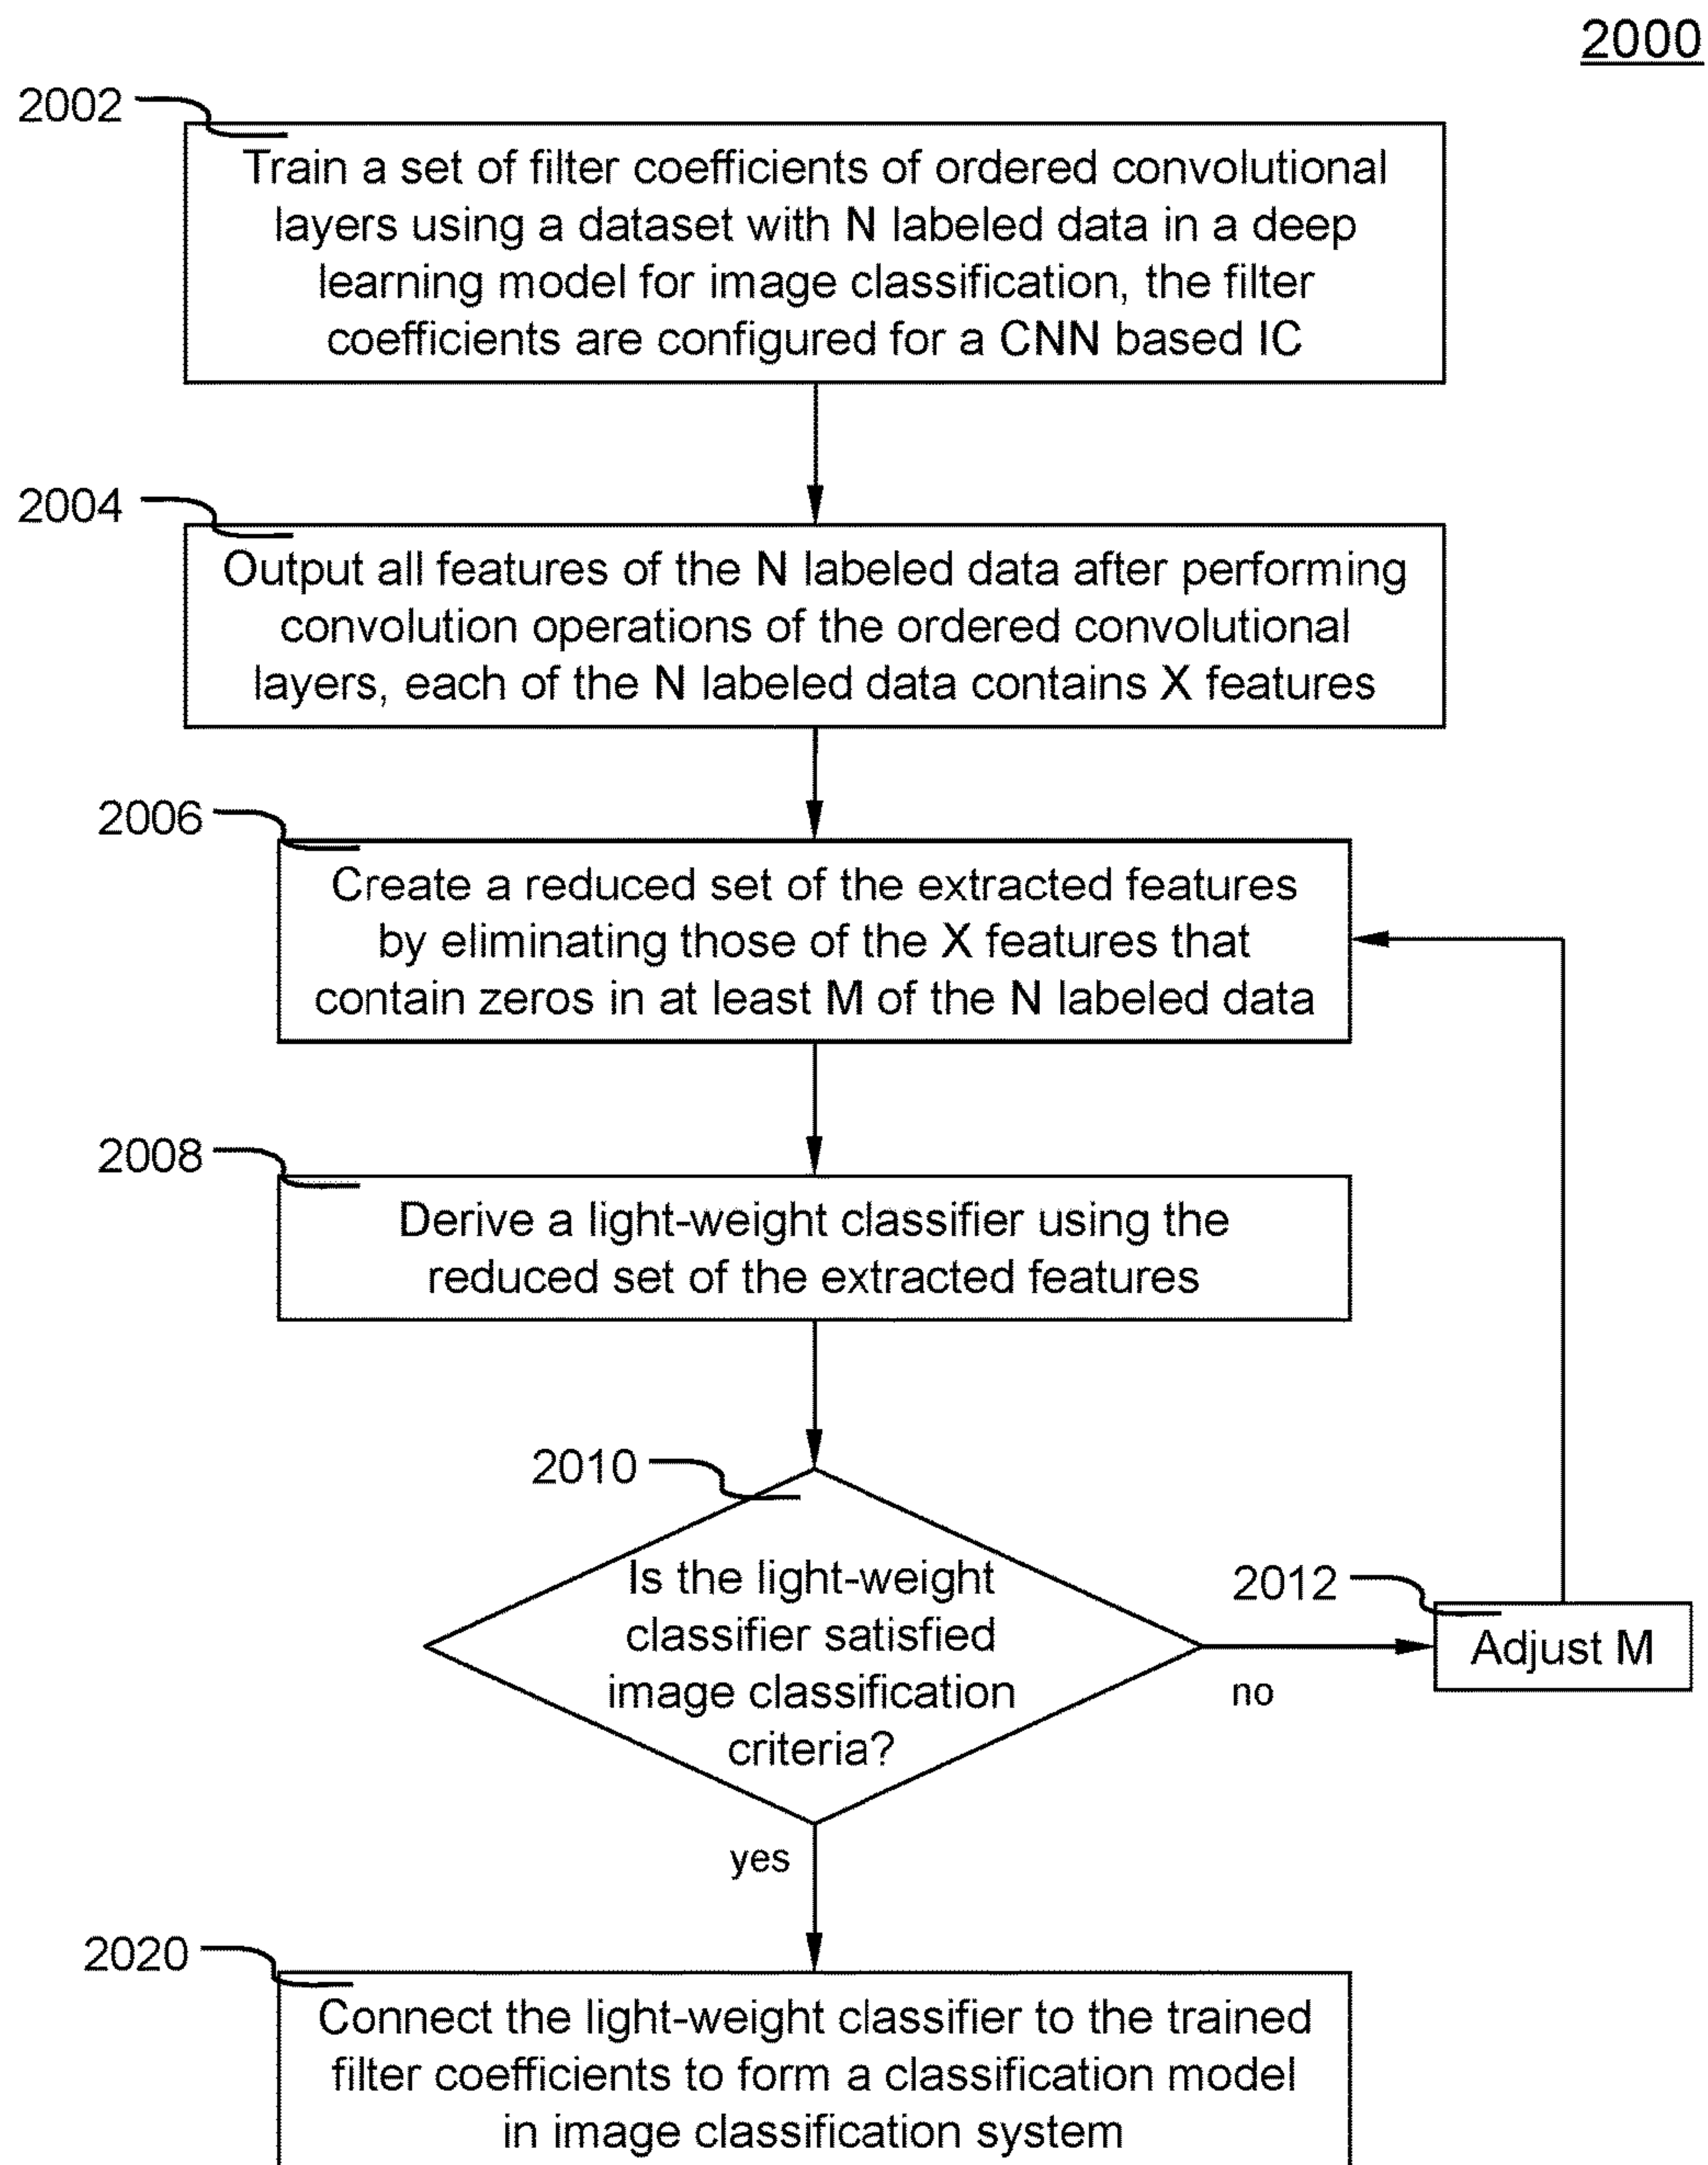 2000
2002
Train a set of filter coefficients of ordered convolutional
layers using a dataset with N labeled data in a deep
learning model for image classification, the filter
coefficients are configured for a CNN based IC
2004
Output all features of the N labeled data after performing
convolution operations of the ordered convolutional
layers, each of the N labeled data contains X features
2006
Create a reduced set of the extracted features
by eliminating those of the X features that
contain zeros in at least M of the N labeled data
2008
Derive a light-weight classifier using the
reduced set of the extracted features
2010
Is the light-weight
classifier satisfied
image classification
criteria?
2012
Adjust M
no
yes
2020
Connect the light-weight classifier to the trained
filter coefficients to form a classification model
in image classification system